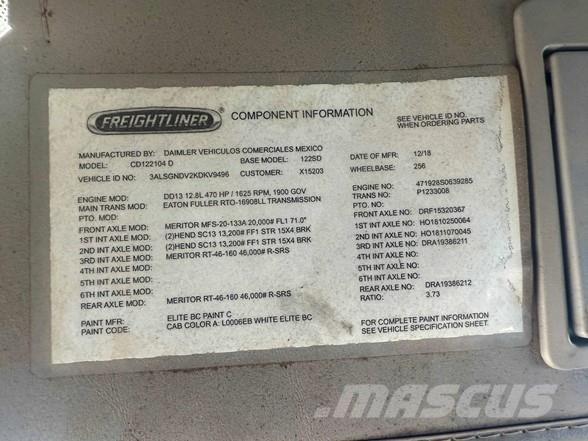 FREIGHTLINER® COMPONENT INFORMATION
SEE VEHICLE ID NO.
WHEN ORDERING PARTS
MANUFACTURED BY: DAIMLER VEHICULOS COMERCIALES MEXICO
MODEL: CD122104 D BASE MODEL: 122SD DATE OF MFR: 12/18
VEHICLE ID NO: 3ALSGNDV2KDKV9496 CUSTOMER: X15203 WHEELBASE: 256
ENGINE MOD: DD13 12.8L 470 HP / 1625 RPM, 1900 GOV ENGINE NO: 471928S0639285
MAIN TRANS MOD: EATON FULLER RTO-16908LL TRANSMISSION TRANS NO: P1233008
PTO. MOD: PTO. NO:
FRONT AXLE MOD: MERITOR MFS-20-133A 20,000# FL1 71.0" FRONT AXLE NO: DRF15320367
1ST INT AXLE MOD: (2)HEND SC13 13,200# FF1 STR 15X4 BRK 1ST INT AXLE NO: HO1810250064
2ND INT AXLE MOD: (2)HEND SC13 13,200# FF1 STR 15X4 BRK 2ND INT AXLE NO: HO1811070045
3RD INT AXLE MOD: MERITOR RT-46-160 46,000# R-SRS 3RD INT AXLE NO: DRA19386211
4TH INT AXLE MOD: 4TH INT AXLE NO:
5TH INT AXLE MOD: 5TH INT AXLE NO:
6TH INT AXLE MOD: 6TH INT AXLE NO:
REAR AXLE MOD: MERITOR RT-46-160 46,000# R-SRS REAR AXLE NO: DRA19386212
RATIO: 3.73
PAINT MFR: ELITE BC PAINT C
PAINT CODE: CAB COLOR A: L0006EB WHITE ELITE BC
FOR COMPLETE PAINT INFORMATION
SEE VEHICLE SPECIFICATION SHEET.
MASCUS